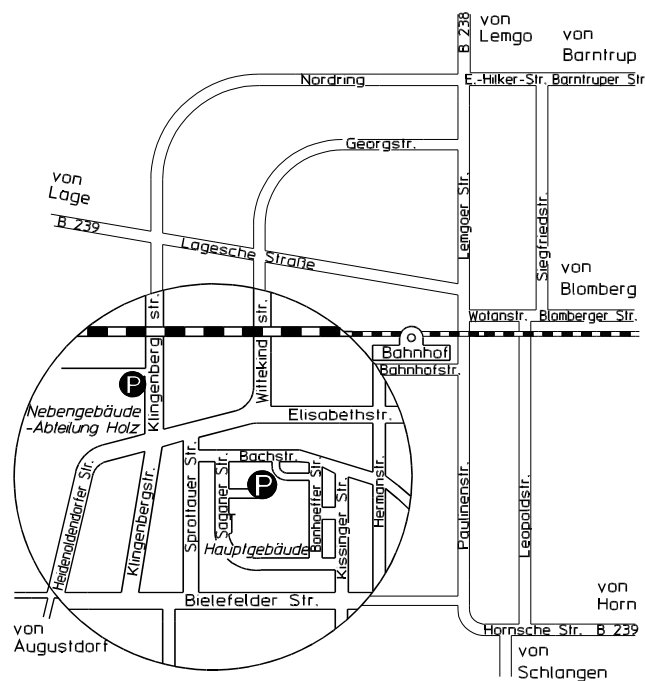 von
Lemgo
B 238
von
Barntrup
Nordring
E.-Hilker-Str.
Barntruper Str
Georgstr.
von
Lage
B 239
Lagesche Straße
Lemgoer Str.
Siegfriedstr.
von
Blomberg
Wotanstr.
Blomberger Str.
Klingenberg str.
Wittekind str.
Bahnhof
Bahnhofstr.
P
Nebengebäude
-Abteilung Holz
Elisabethstr.
Heidenoldendorfer Str.
Klingenbergstr.
Sprottauer Str.
Saganer Str.
Bachstr.
P
Hauptgebäude
Bonhoeffer Str.
Kissinger Str.
Hermanstr.
Paulinenstr.
Leopoldstr.
Bielefelder Str.
von
Horn
Hornsche Str.
B 239
von
Augustdorf
von
Schlangen